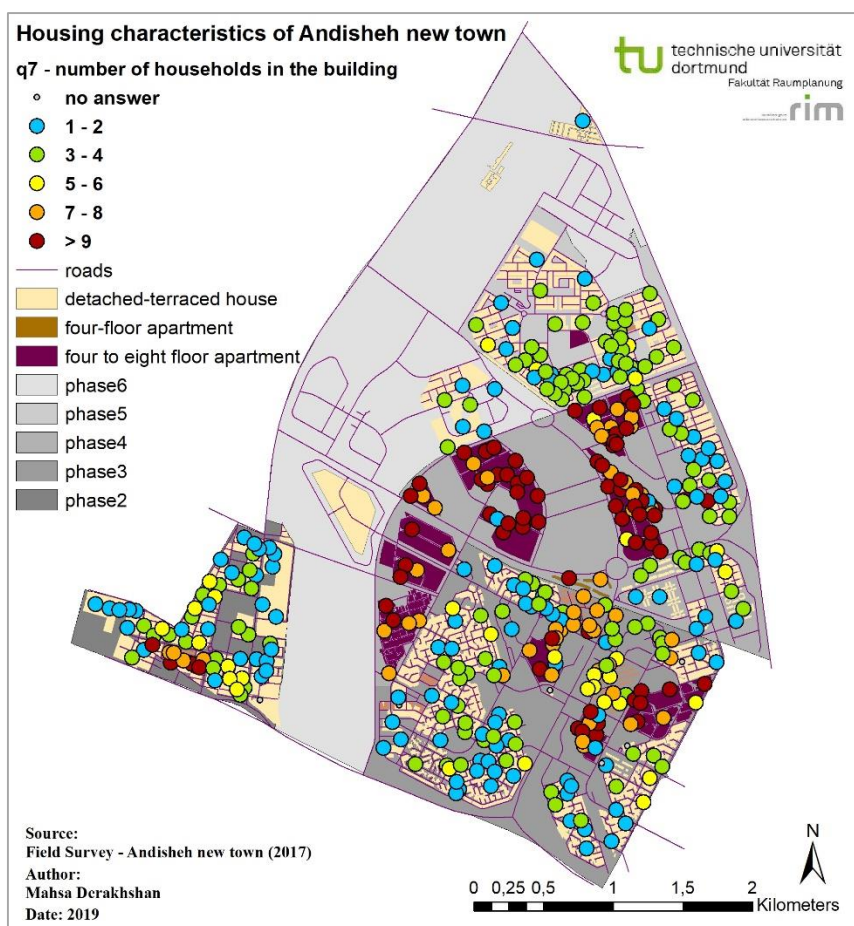 Housing characteristics of Andisheh new town
q7 - number of households in the building
no answer
1 - 2
3 - 4
5 - 6
7 - 8
> 9
roads
detached-terraced house
four-floor apartment
four to eight floor apartment
phase6
phase5
phase4
phase3
phase2
tu technische universität
dortmund
Fakultät Raumplanung
rim
Source:
Field Survey - Andisheh new town (2017)
Author:
Mahsa Derakhshan
Date: 2019
N
0 0,25 0,5 1 1,5 2
Kilometers